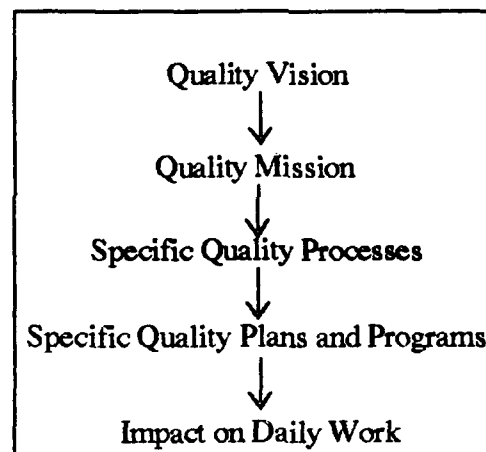 Quality Vision
Quality Mission
Specific Quality Processes
Specific Quality Plans and Programs
Impact on Daily Work